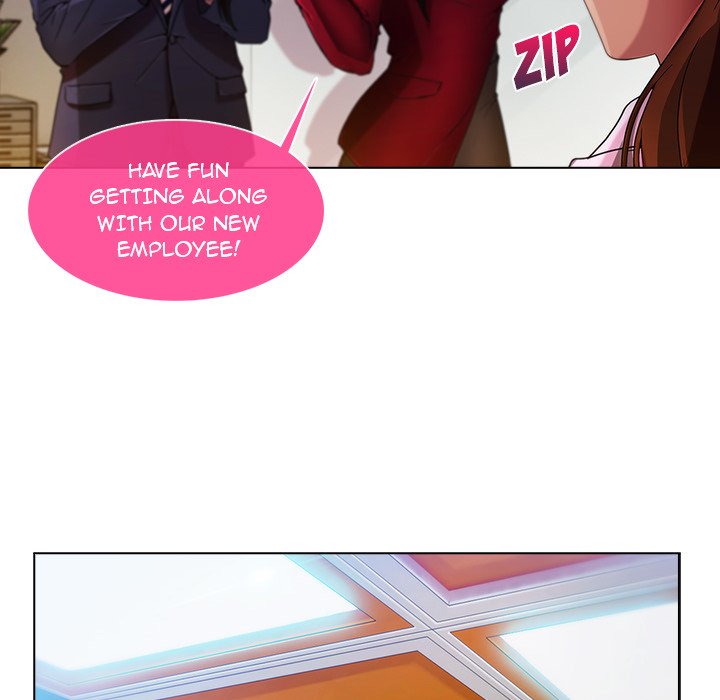 ZIP
HAVE FUN
GETTING ALONG
WITH OUR NEW
EMPLOYEE!